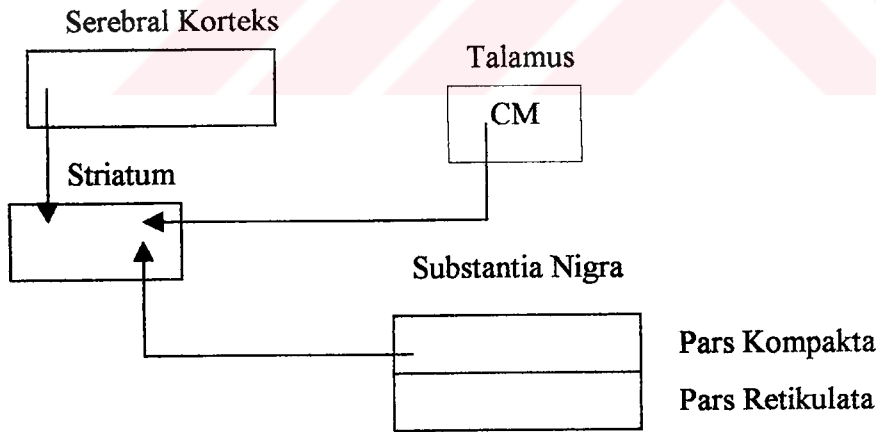 Serebral Korteks
Talamus
CM
Striatum
Substantia Nigra
Pars Kompakta
Pars Retikulata